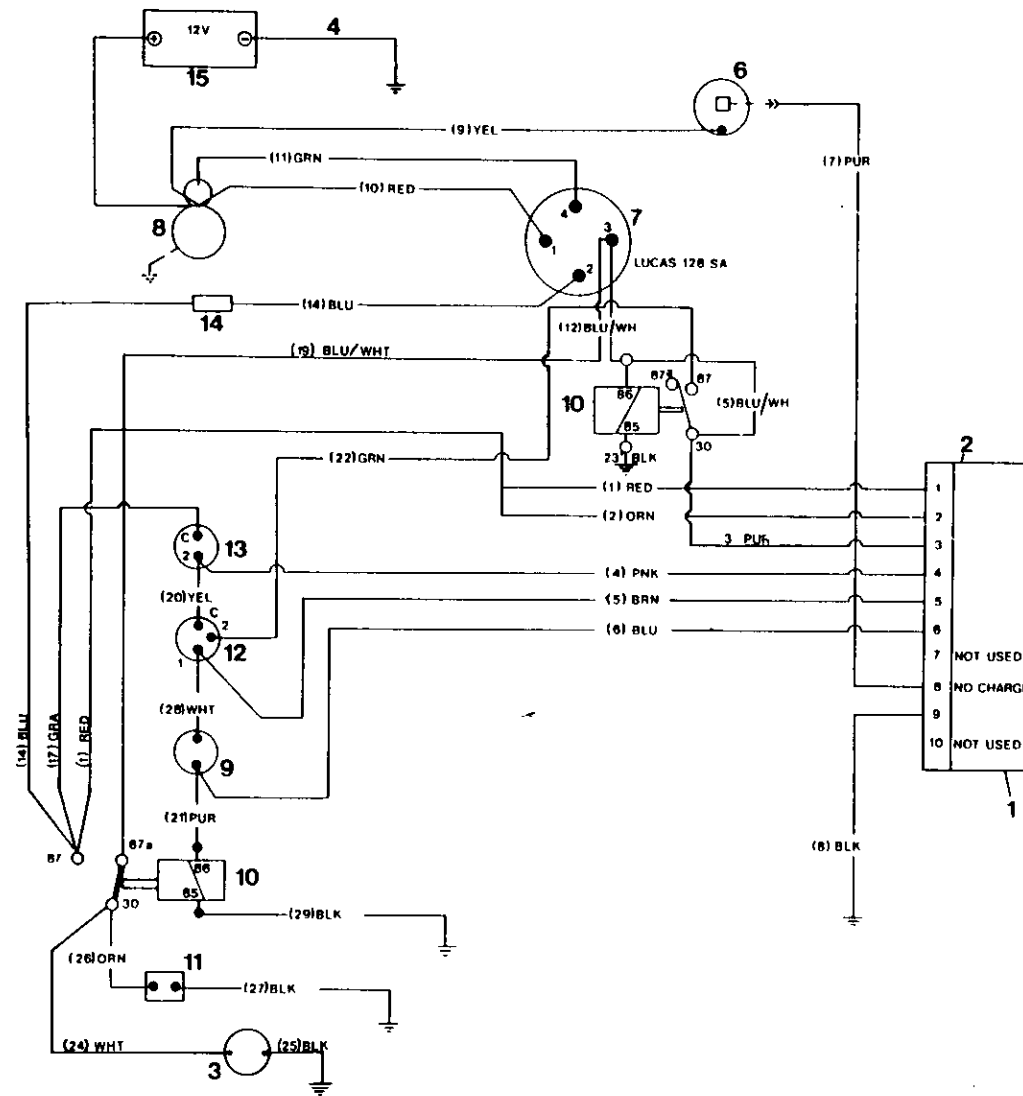 12V
4
15
6
(9)YEL
(7) PUR
(11)GRN
(10) RED
8
4
7
3
1
2
LUCAS 128 SA
(14)BLU
14
(12)BLU/WH
(19) BLU/WHT
87a
87
86
10
(5)BLU/WH
85
30
23 BLK
(22)GRN
2
(1) RED
1
(2) ORN
2
3 PUR
3
C
13
2
(4) PNK
4
(20)YEL
(5) BRN
5
C
2
(6) BLU
6
12
1
7 NOT USED
8 NO CHARGE
(28)WHT
9
(14)BLU
(17)GRA
(1) RED
9
10 NOT USED
1
(21)PUR
(8) BLK
87
87a
86
10
85
30
(29)BLK
(26)ORN
11
(27)BLK
(24) WHT
(25)BLK
3